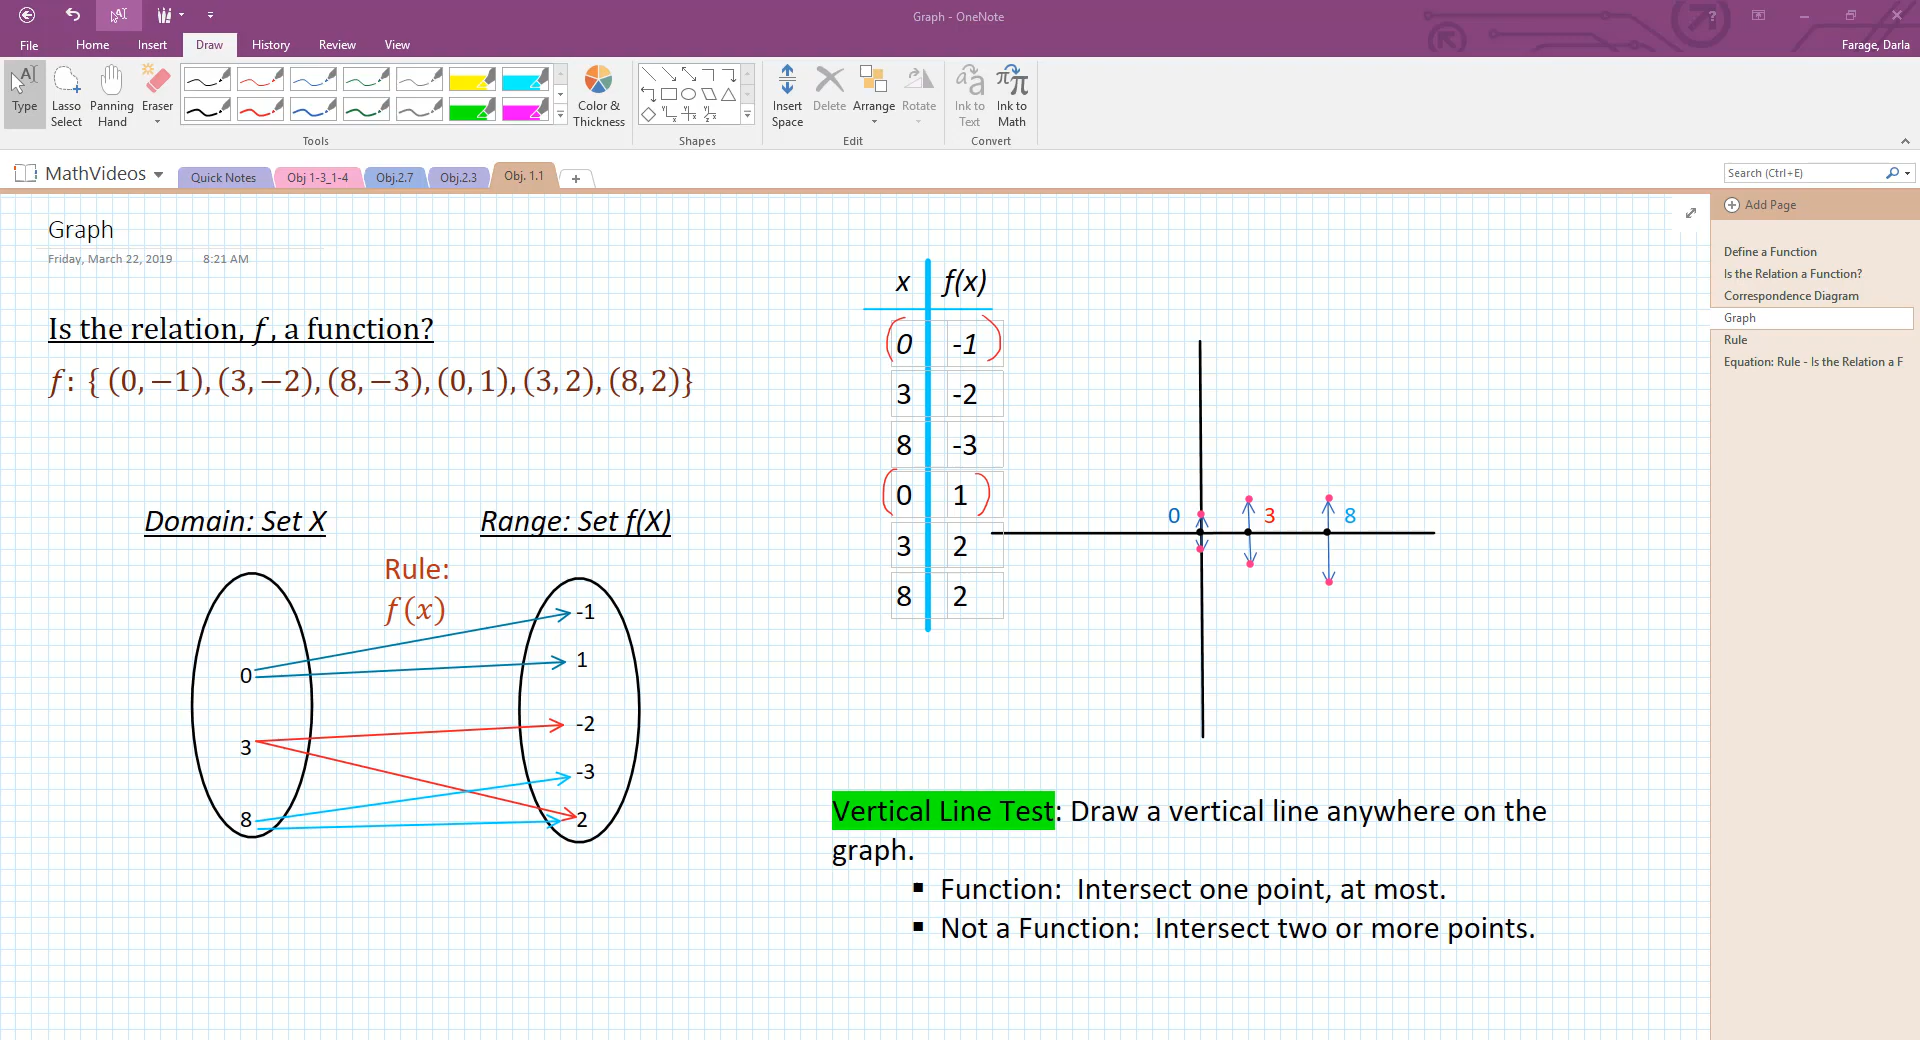 Graph - OneNote
File Home Insert Draw History Review View
Farage, Darla
Type
Lasso Select
Panning Hand
Eraser
Color & Thickness
Insert Space
Delete
Arrange
Rotate
Ink to Text
Ink to Math
Tools Shapes Edit Convert
MathVideos Quick Notes Obj 1-3_1-4 Obj.2.7 Obj.2.3 Obj. 1.1
Search (Ctrl+E)
Add Page
Define a Function
Is the Relation a Function?
Correspondence Diagram
Graph
Rule
Equation: Rule - Is the Relation a F
Graph
Friday, March 22, 2019 8:21 AM
Is the relation, f, a function?
f: { (0, −1), (3, −2), (8, −3), (0, 1), (3, 2), (8, 2)}
Domain: Set X Range: Set f(X)
Rule:
f(x)
0
3
8
-1
1
-2
-3
2
x f(x)
(0 -1)
3 -2
8 -3
(0 1)
3 2
8 2
0 3 8
Vertical Line Test: Draw a vertical line anywhere on the
graph.
▪ Function: Intersect one point, at most.
▪ Not a Function: Intersect two or more points.